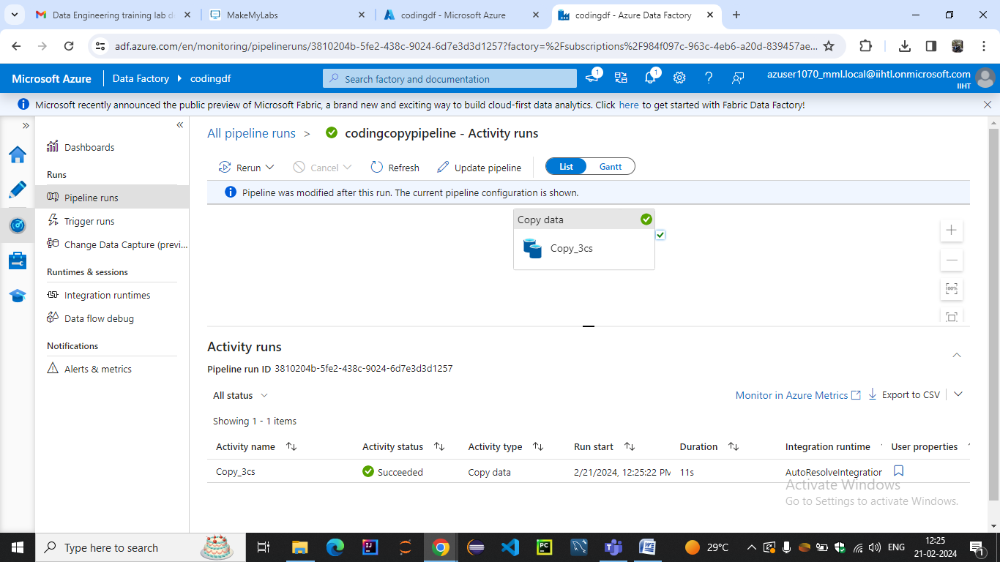 Data Engineering training lab d
MakeMyLabs
codingdf - Microsoft Azure
codingdf - Azure Data Factory
adf.azure.com/en/monitoring/pipelineruns/3810204b-5fe2-438c-9024-6d7e3d3d1257?factory=%2Fsubscriptions%2F984f097c-963c-4eb6-a20d-839457ae...
Microsoft Azure
Data Factory
codingdf
Search factory and documentation
1
1
azuser1070_mml.local@iihtl.onmicrosoft.com
IIHT
Microsoft recently announced the public preview of Microsoft Fabric, a brand new and exciting way to build cloud-first data analytics. Click here to get started with Fabric Data Factory!
Dashboards
Runs
Pipeline runs
Trigger runs
Change Data Capture (previ...
Runtimes & sessions
Integration runtimes
Data flow debug
Notifications
Alerts & metrics
All pipeline runs >
codingcopypipeline - Activity runs
Rerun
Cancel
Refresh
Update pipeline
List
Gantt
Pipeline was modified after this run. The current pipeline configuration is shown.
Copy data
Copy_3cs
100%
Activity runs
Pipeline run ID 3810204b-5fe2-438c-9024-6d7e3d3d1257
All status
Monitor in Azure Metrics
Export to CSV
Showing 1 - 1 items
Activity name Activity status Activity type Run start Duration Integration runtime User properties
Copy_3cs Succeeded Copy data 2/21/2024, 12:25:22 PM 11s AutoResolveIntegration
Activate Windows
Go to Settings to activate Windows.
Type here to search
29°C
ENG
12:25
21-02-2024
1